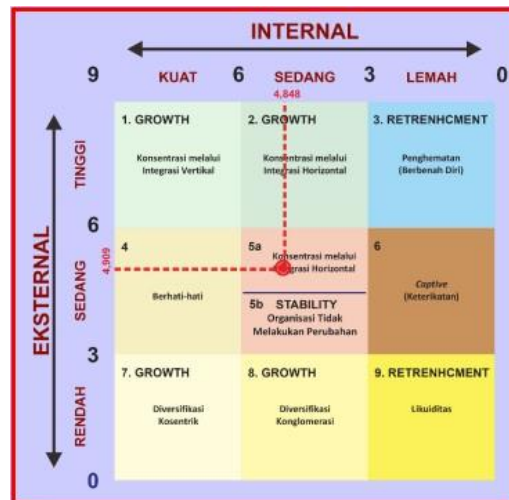 INTERNAL
9 KUAT 6 SEDANG 3 LEMAH 0
4,848
EKSTERNAL
TINGGI
6
SEDANG
4,909
3
RENDAH
0
1. GROWTH
Konsentrasi melalui
Integrasi Vertikal
2. GROWTH
Konsentrasi melalui
Integrasi Horizontal
3. RETRENHCMENT
Penghematan
(Berbenah Diri)
4
Berhati-hati
5a
Konsentrasi melalui
Horizontal
5b STABILITY
Organisasi Tidak
Melakukan Perubahan
6
Captive
(Keterikatan)
7. GROWTH
Diversifikasi
Kosentrik
8. GROWTH
Diversifikasi
Konglomerasi
9. RETRENHCMENT
Likuiditas